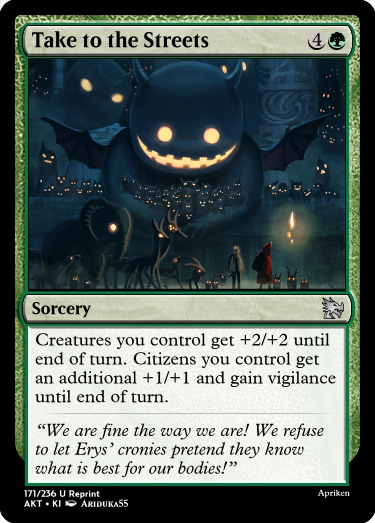 Take to the Streets 4
Sorcery
Creatures you control get +2/+2 until
end of turn. Citizens you control get
an additional +1/+1 and gain vigilance
until end of turn.
“We are fine the way we are! We refuse
to let Erys’ cronies pretend they know
what is best for our bodies!”
171/236 U Reprint Apriken
AKT • KI Ariduka55